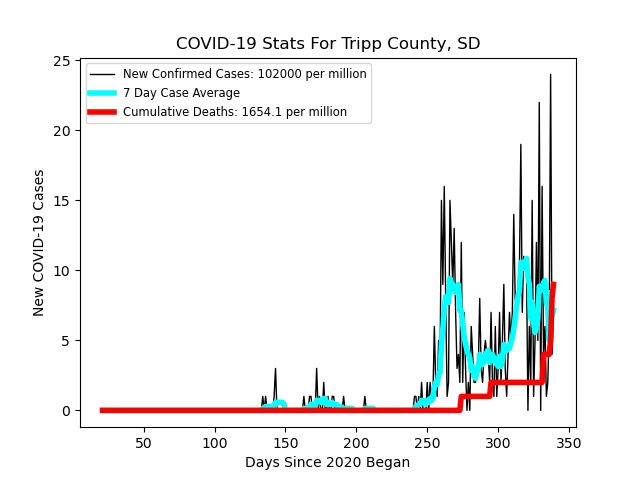 COVID-19 Stats For Tripp County, SD
New Confirmed Cases: 102000 per million
7 Day Case Average
Cumulative Deaths: 1654.1 per million
New COVID-19 Cases
25
20
15
10
5
0
50 100 150 200 250 300 350
Days Since 2020 Began